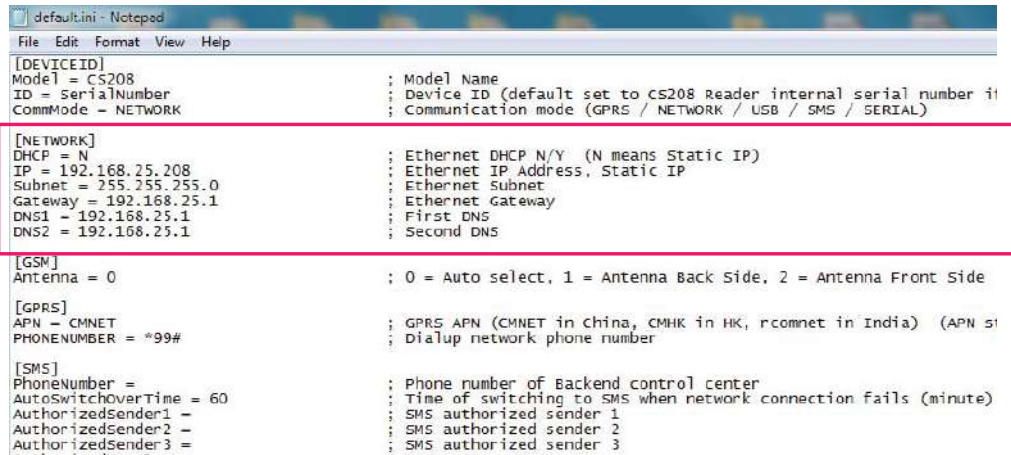 default.ini - Notepad
File Edit Format View Help
[DEVICEID]
Model = CS208 ; Model Name
ID = SerialNumber ; Device ID (default set to CS208 Reader internal serial number i
CommMode = NETWORK ; Communication mode (GPRS / NETWORK / USB / SMS / SERIAL)
[NETWORK]
DHCP = N ; Ethernet DHCP N/Y (N means Static IP)
IP = 192.168.25.208 ; Ethernet IP Address, Static IP
Subnet = 255.255.255.0 ; Ethernet Subnet
Gateway = 192.168.25.1 ; Ethernet Gateway
DNS1 = 192.168.25.1 ; First DNS
DNS2 = 192.168.25.1 ; Second DNS
[GSM]
Antenna = 0 ; 0 = Auto select, 1 = Antenna Back Side, 2 = Antenna Front Side
[GPRS]
APN = CMNET ; GPRS APN (CMNET in China, CMHK in HK, rcomnet in India) (APN st
PHONENUMBER = *99# ; Dialup network phone number
[SMS]
PhoneNumber = ; Phone number of Backend control center
AutoSwitchOverTime = 60 ; Time of switching to SMS when network connection fails (minute)
AuthorizedSender1 = ; SMS authorized sender 1
AuthorizedSender2 = ; SMS authorized sender 2
AuthorizedSender3 = ; SMS authorized sender 3